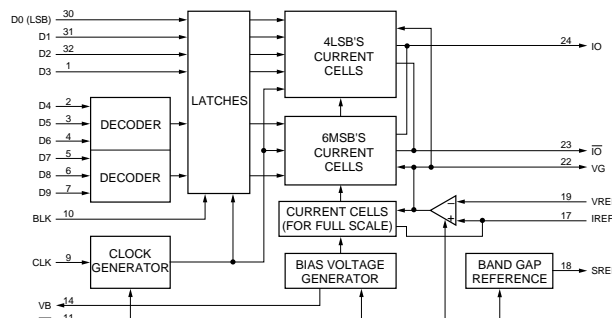 D0 (LSB) 30
D1 31
D2 32
D3 1
D4 2
D5 3
D6 4
D7 5
D8 6
D9 7
BLK 10
CLK 9
VB 14
11
DECODER
DECODER
CLOCK
GENERATOR
LATCHES
4LSB'S
CURRENT
CELLS
6MSB'S
CURRENT
CELLS
CURRENT CELLS
(FOR FULL SCALE)
BIAS VOLTAGE
GENERATOR
BAND GAP
REFERENCE
24 IO
23 IO
22 VG
19 VREF
17 IREF
18 SREF